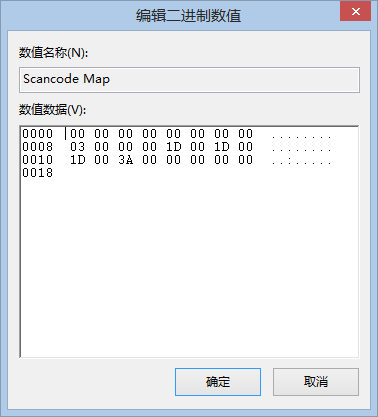 编辑二进制数值
数值名称(N):
Scancode Map
数值数据(V):
0000 00 00 00 00 00 00 00 00 ........
0008 03 00 00 00 1D 00 1D 00 ........
0010 1D 00 3A 00 00 00 00 00 ..:.....
0018
确定 取消